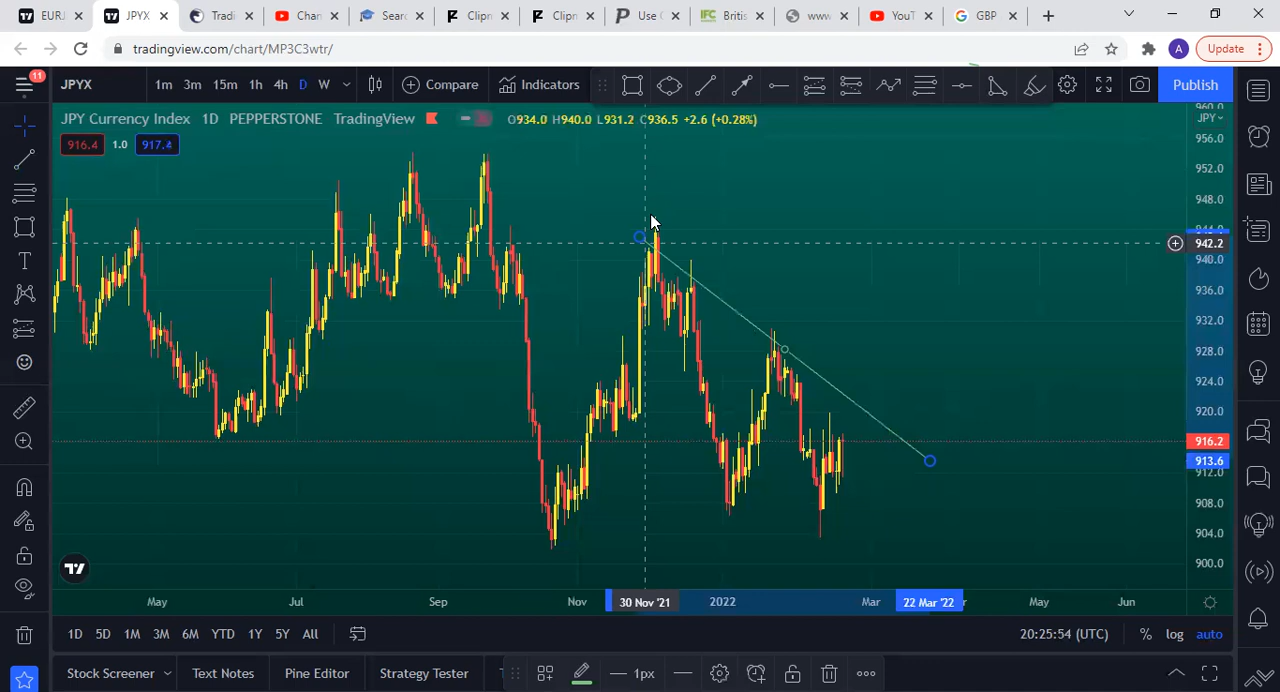 EURJ
JPYX
Tradi
Char
Searc
Clipn
Clipn
Use C
IFC
Britis
www
YouT
GBP
tradingview.com/chart/MP3C3wtr/
A
Update
11
JPYX
1m
3m
15m
1h
4h
D
W
Compare
Indicators
Publish
JPY Currency Index 1D PEPPERSTONE TradingView
O934.0 H940.0 L931.2 C936.5 +2.6 (+0.28%)
916.4
1.0
917.4
JPY
960.0
956.0
952.0
948.0
944.0
942.2
940.0
936.0
932.0
928.0
924.0
920.0
916.2
913.6
912.0
908.0
904.0
900.0
May
Jul
Sep
Nov
30 Nov '21
2022
Mar
22 Mar '22
May
Jun
1D
5D
1M
3M
6M
YTD
1Y
5Y
All
20:25:54 (UTC)
%
log
auto
Stock Screener
Text Notes
Pine Editor
Strategy Tester
1px